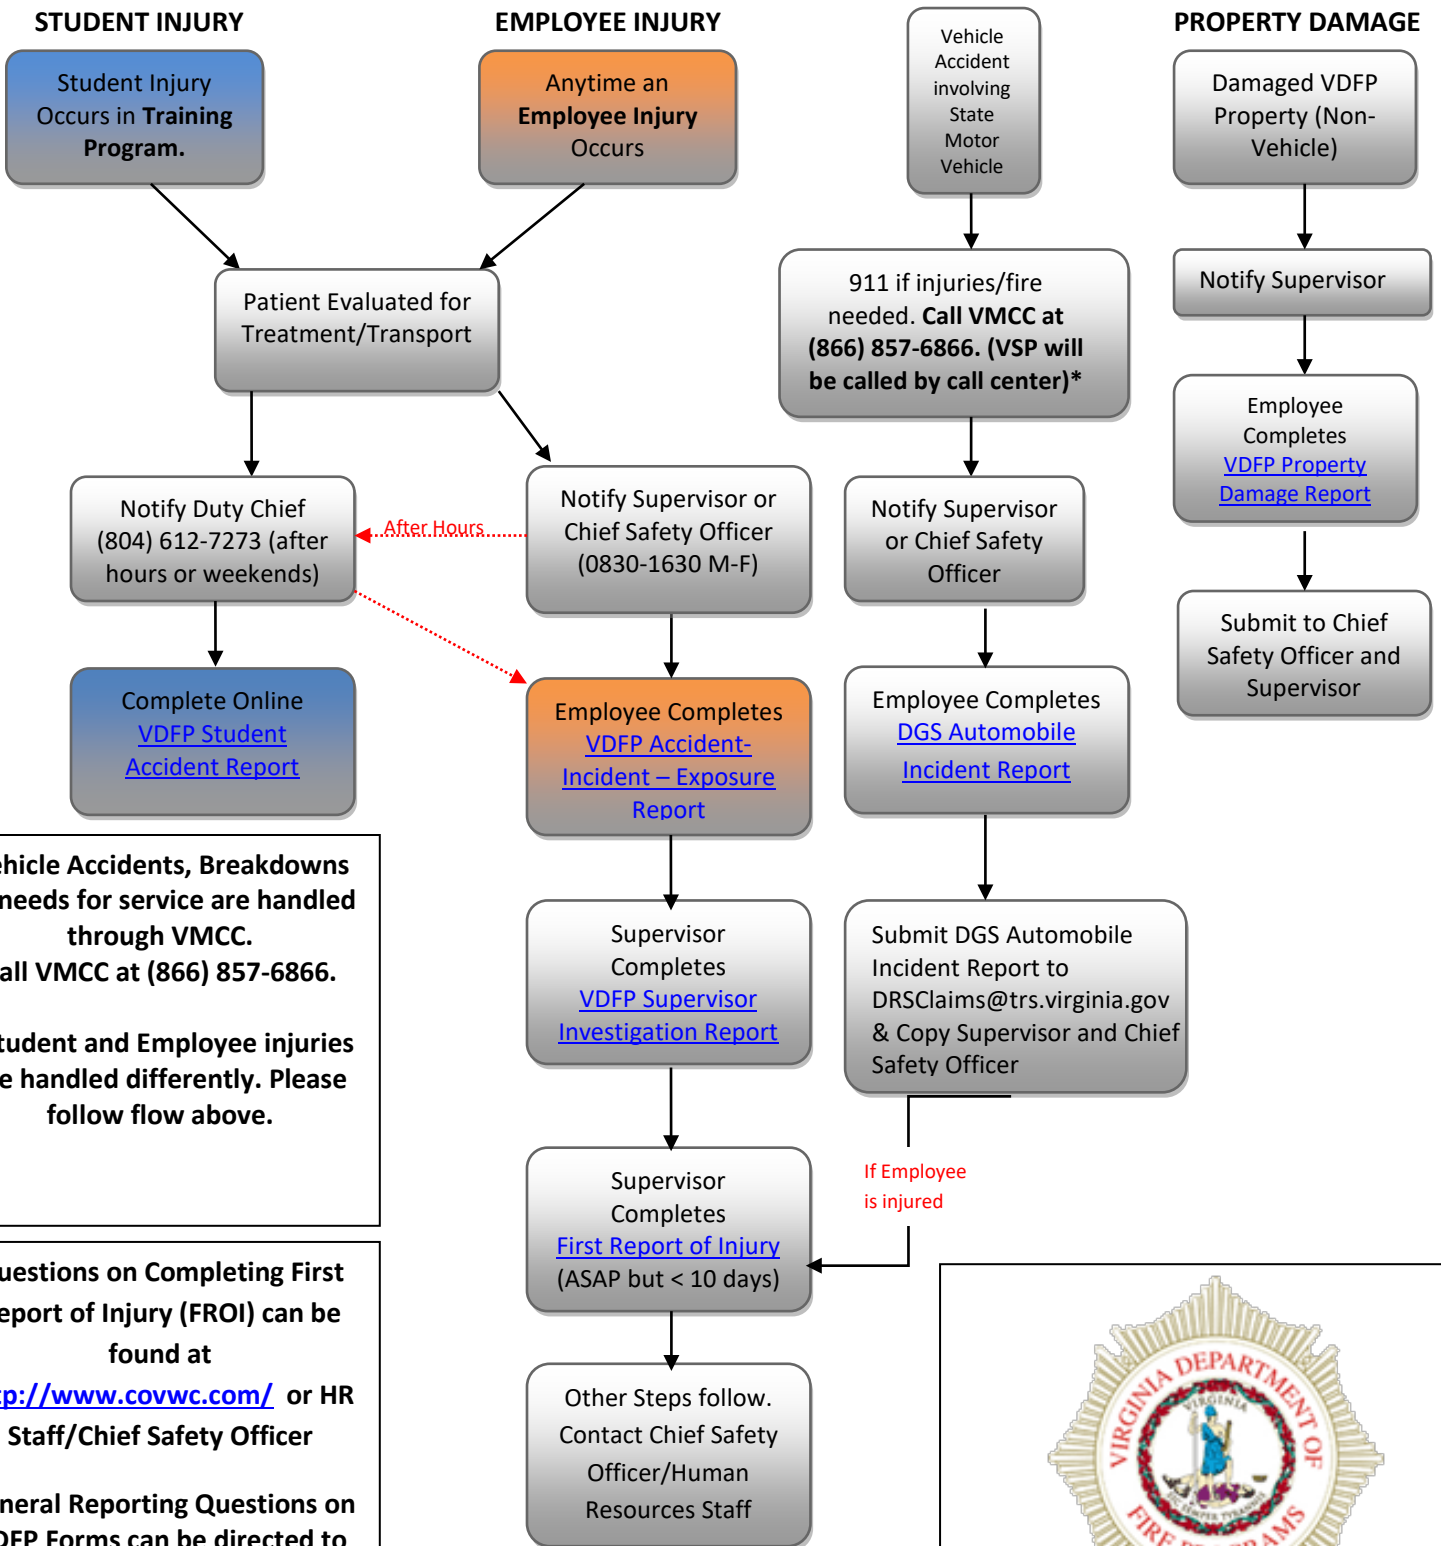 STUDENT INJURY
Student Injury
Occurs in Training
Program.
EMPLOYEE INJURY
Anytime an
Employee Injury
Occurs
Vehicle
Accident
involving
State
Motor
Vehicle
PROPERTY DAMAGE
Damaged VDFP
Property (Non-
Vehicle)
Patient Evaluated for
Treatment/Transport
911 if injuries/fire
needed. Call VMCC at
(866) 857-6866. (VSP will
be called by call center)*
Notify Supervisor
Employee
Completes
VDFP Property
Damage Report
Notify Duty Chief
(804) 612-7273 (after
hours or weekends)
After Hours
Notify Supervisor or
Chief Safety Officer
(0830-1630 M-F)
Notify Supervisor
or Chief Safety
Officer
Submit to Chief
Safety Officer and
Supervisor
Complete Online
VDFP Student
Accident Report
Employee Completes
VDFP Accident-
Incident – Exposure
Report
Employee Completes
DGS Automobile
Incident Report
ehicle Accidents, Breakdowns
needs for service are handled
through VMCC.
all VMCC at (866) 857-6866.
tudent and Employee injuries
e handled differently. Please
follow flow above.
Supervisor
Completes
VDFP Supervisor
Investigation Report
Submit DGS Automobile
Incident Report to
DRSClaims@trs.virginia.gov
& Copy Supervisor and Chief
Safety Officer
Supervisor
Completes
First Report of Injury
(ASAP but < 10 days)
If Employee
is injured
uestions on Completing First
eport of Injury (FROI) can be
found at
tp://www.covwc.com/ or HR
Staff/Chief Safety Officer
neral Reporting Questions on
DFP Forms can be directed to
Other Steps follow.
Contact Chief Safety
Officer/Human
Resources Staff
VIRGINIA DEPARTMENT OF
FIRE PROGRAMS
VIRGINIA
SIC SEMPER TYRANNIS